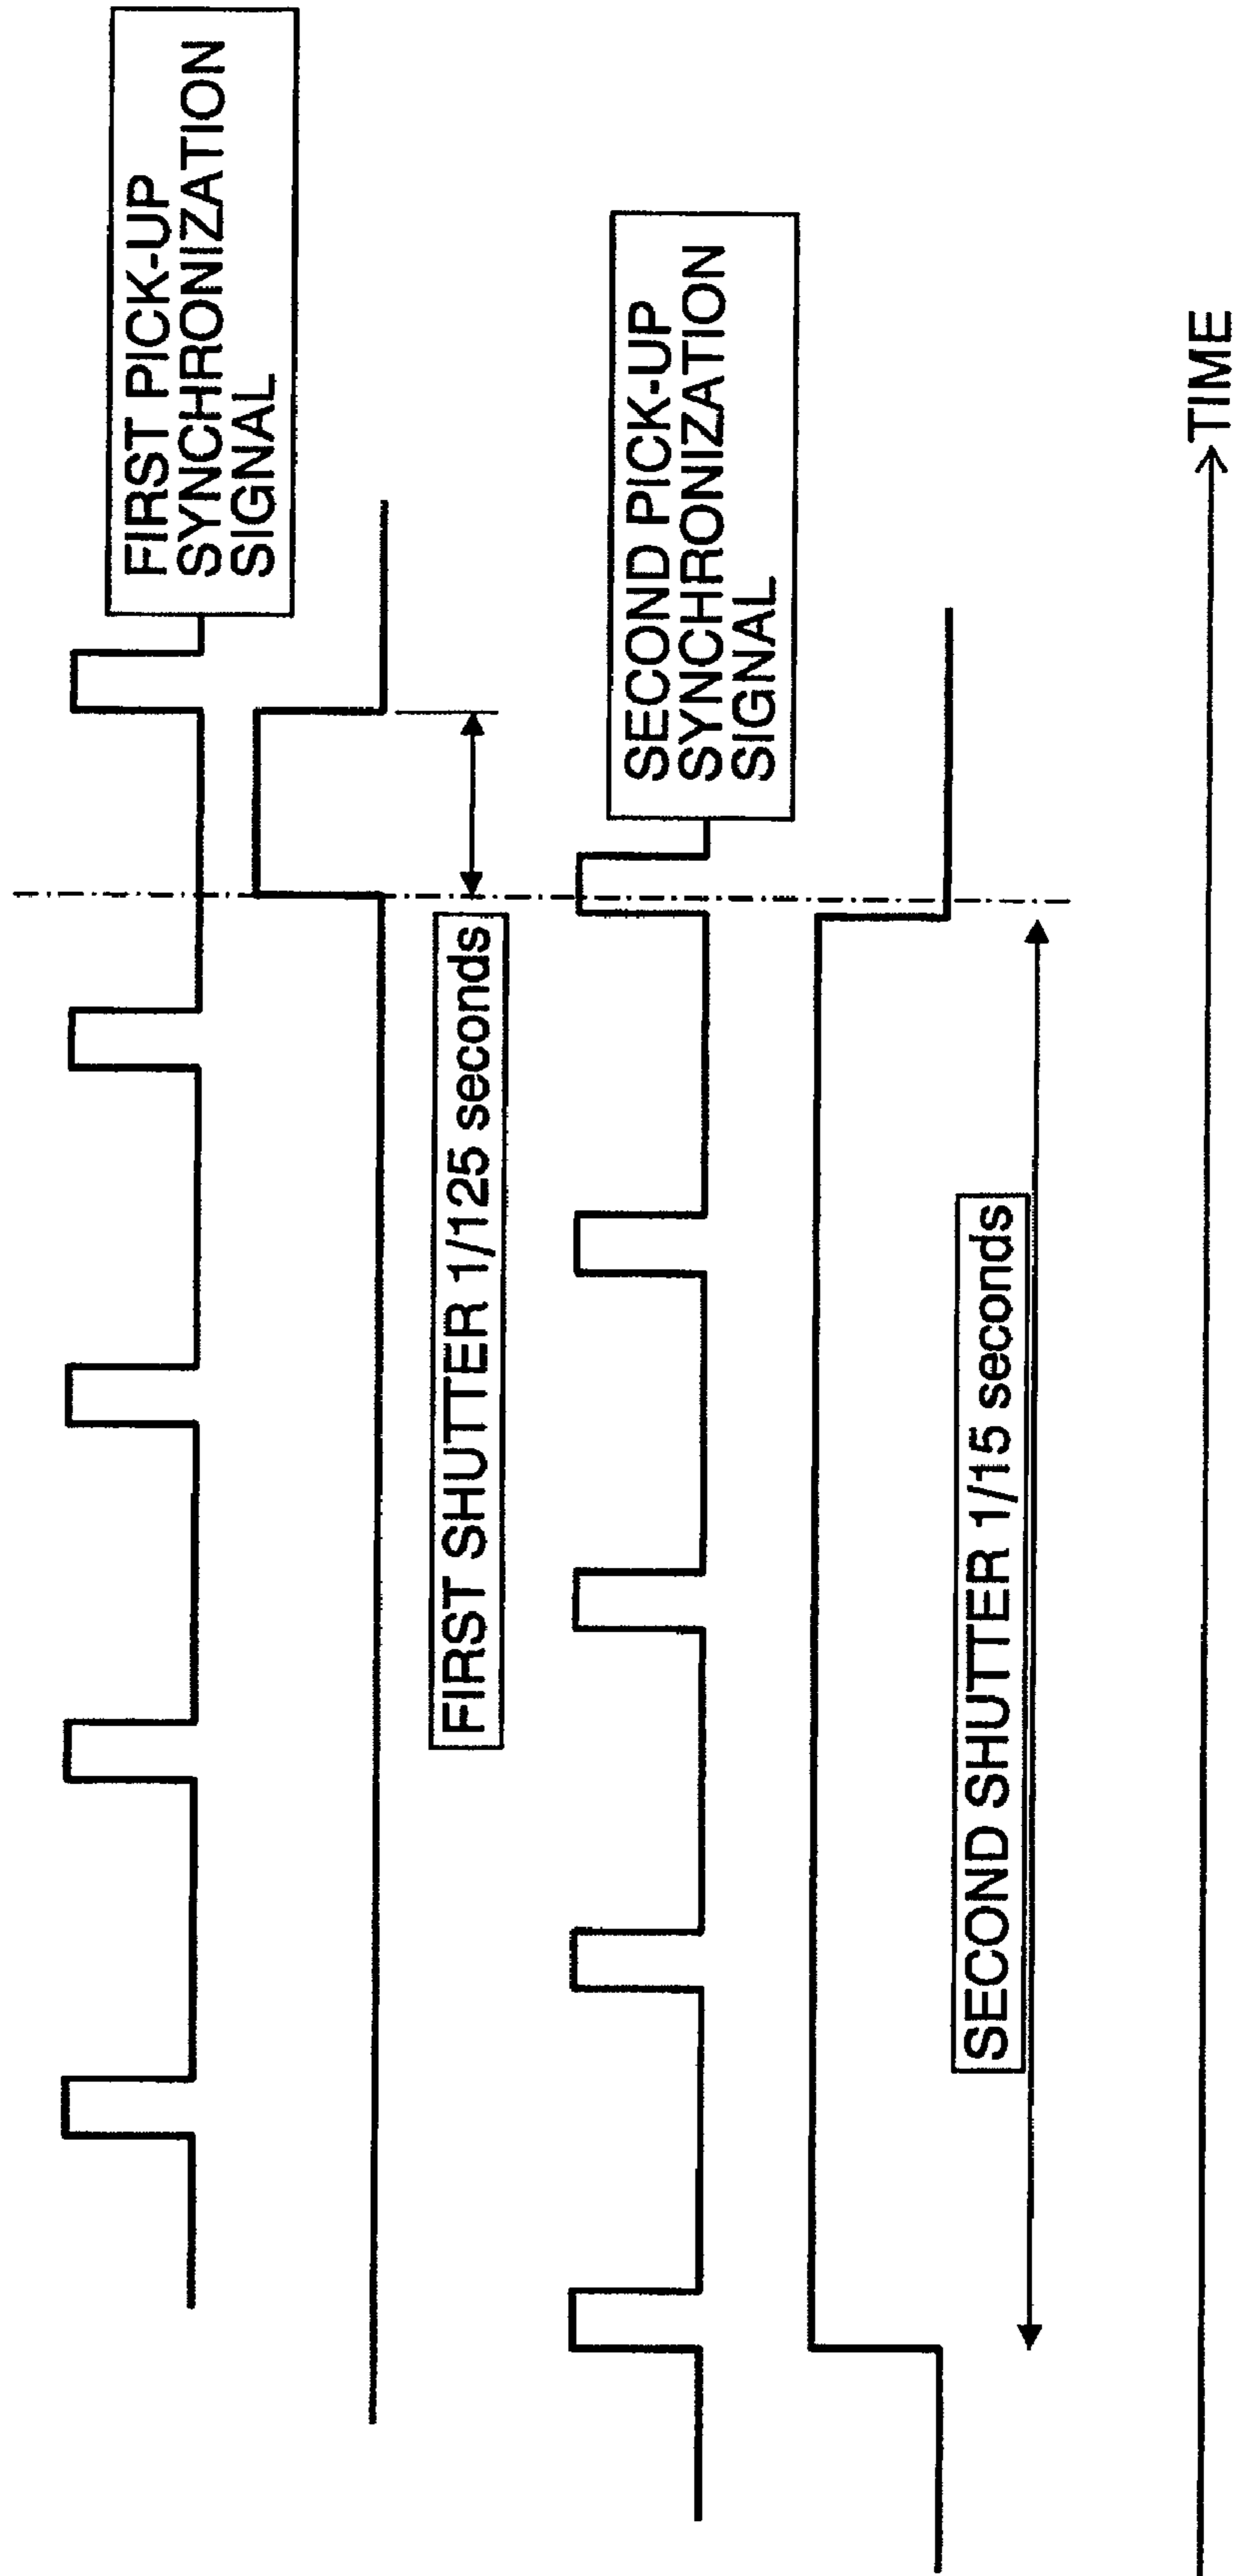 FIRST PICK-UP
SYNCHRONIZATION
SIGNAL
FIRST SHUTTER 1/125 seconds
SECOND PICK-UP
SYNCHRONIZATION
SIGNAL
SECOND SHUTTER 1/15 seconds
TIME